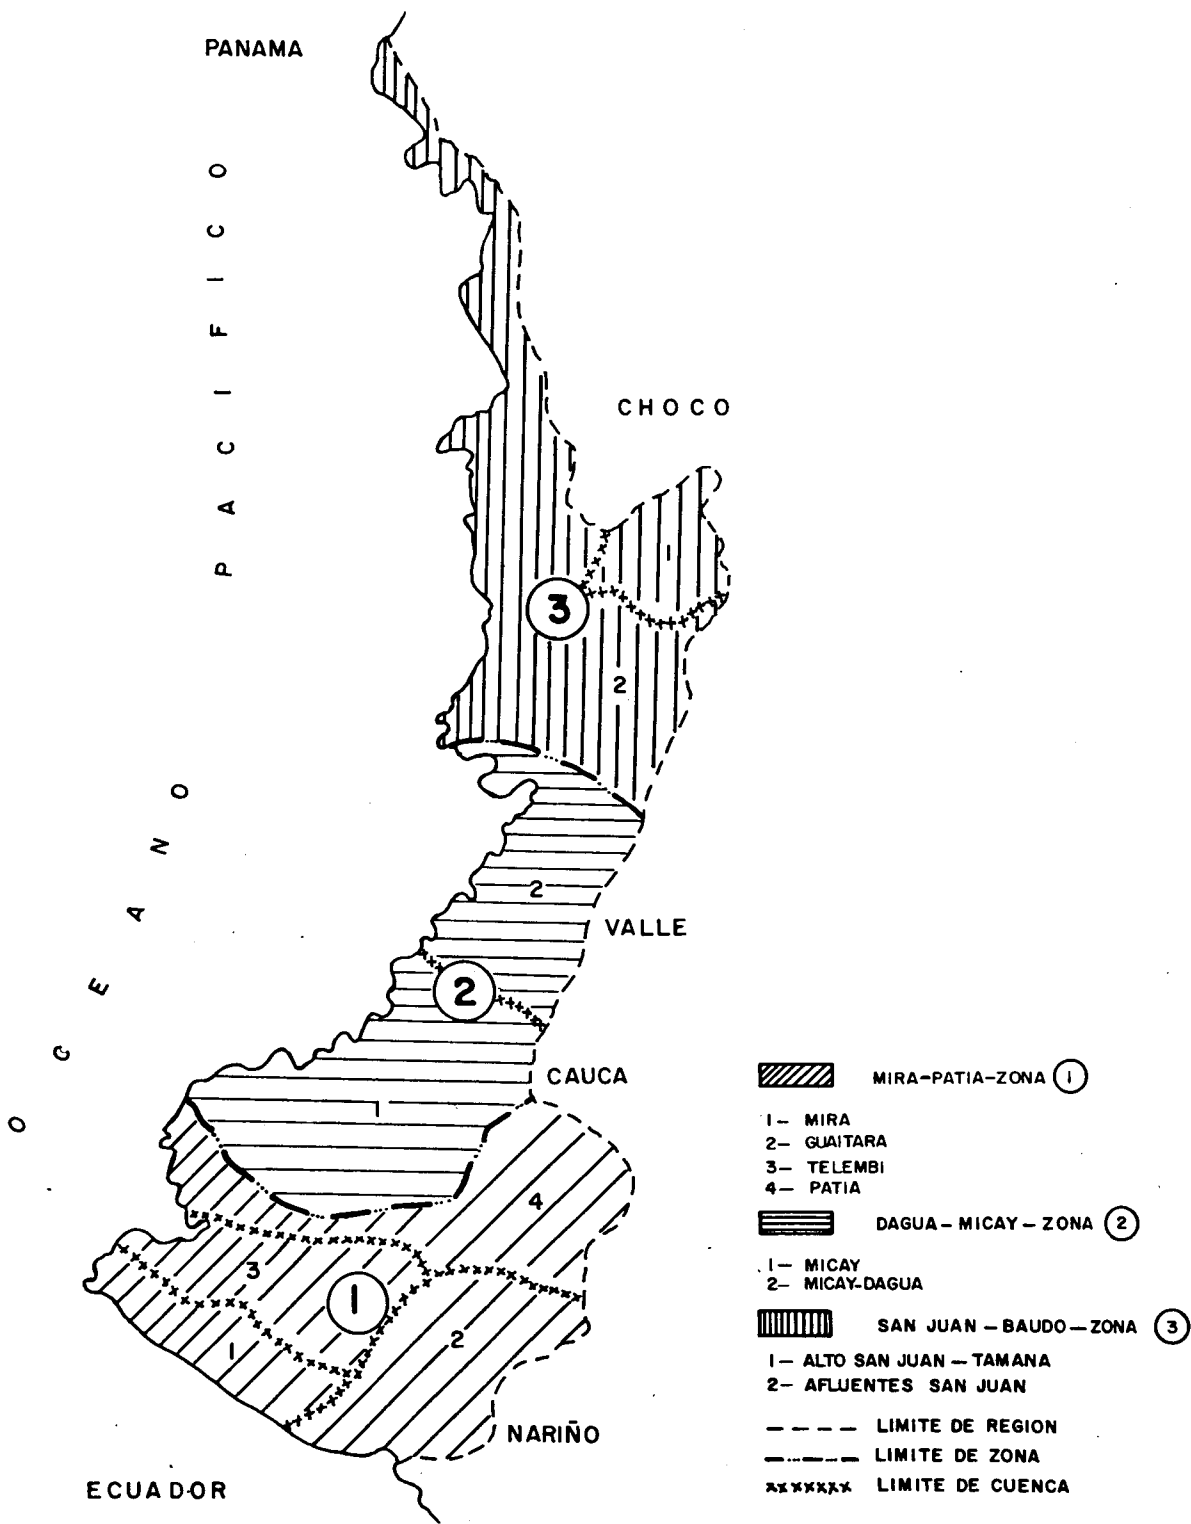 PANAMA
PACIFICO
CHOCO
1
3
2
OCEANO
2
VALLE
2
CAUCA
1
4
3
1
2
1
NARIÑO
ECUADOR
MIRA-PATIA-ZONA 1
1- MIRA
2- GUAITARA
3- TELEMBI
4- PATIA
DAGUA-MICAY-ZONA 2
1- MICAY
2- MICAY-DAGUA
SAN JUAN-BAUDO-ZONA 3
1- ALTO SAN JUAN-TAMANA
2- AFLUENTES SAN JUAN
LIMITE DE REGION
LIMITE DE ZONA
LIMITE DE CUENCA